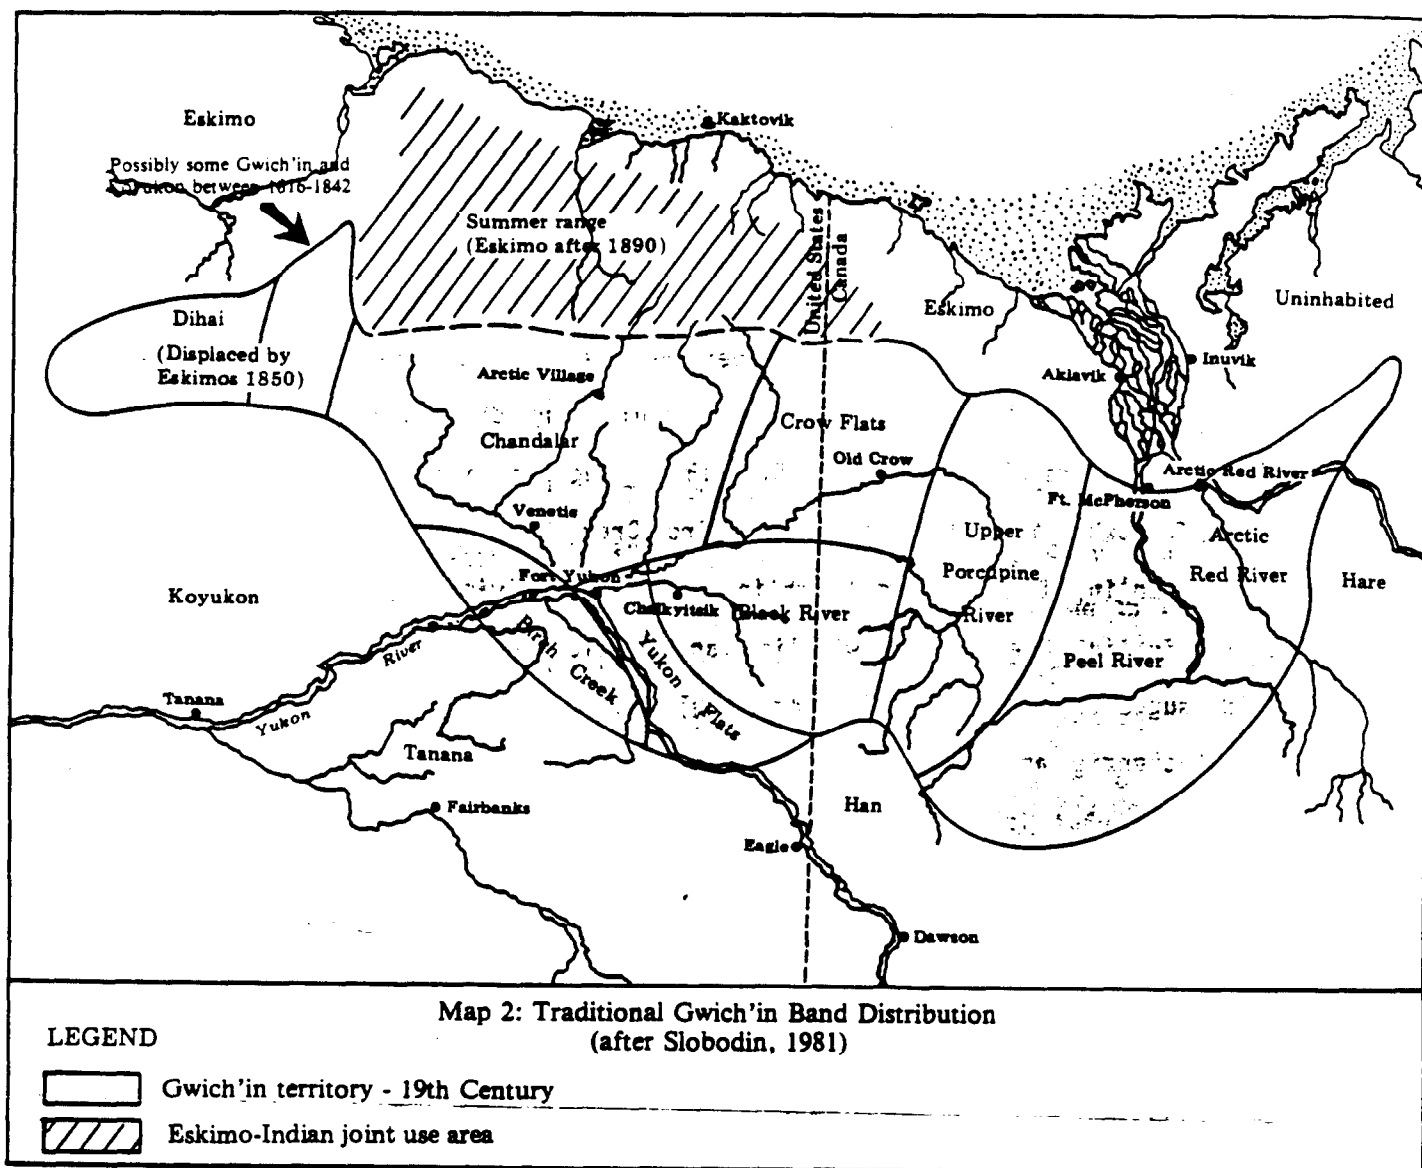 Eskimo
Kaktovik
Possibly some Gwich'in and
Koyukon between 1816-1842
Summer range
(Eskimo after 1890)
United States
Canada
Eskimo
Uninhabited
Dihai
(Displaced by
Eskimos 1850)
Inuvik
Aklavik
Arctic Village
Crow Flats
Chandalar
Old Crow
Arctic Red River
Ft. McPherson
Venetie
Upper
Porcupine
River
Arctic
Red River
Hare
Fort Yukon
Koyukon
Chalkyitsik
Black River
Birch Creek
Yukon Flats
Peel River
River
Tanana
Yukon
Tanana
Han
Fairbanks
Eagle
Dawson
Map 2: Traditional Gwich'in Band Distribution
(after Slobodin, 1981)
LEGEND
Gwich'in territory - 19th Century
Eskimo-Indian joint use area